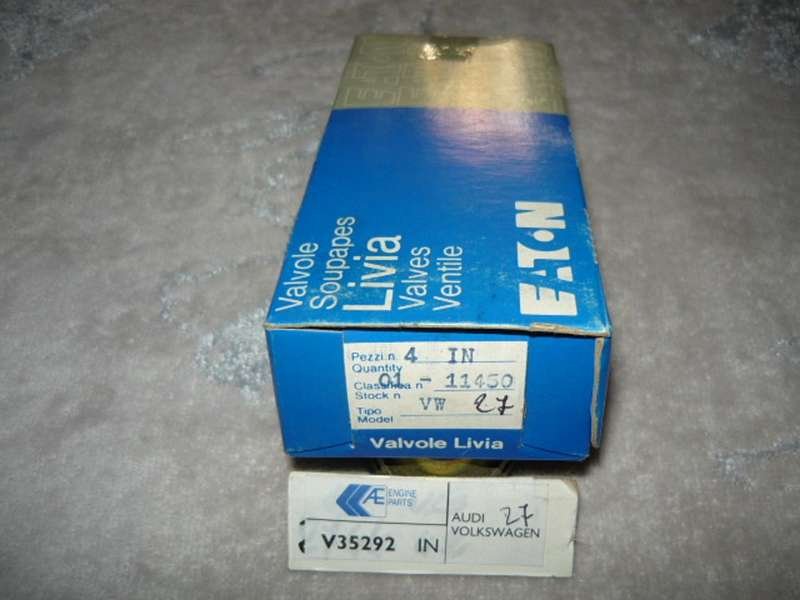 Valvole
Soupapes
Livia
Valves
Ventile
EATON
Pezzi n. 4 IN
Quantity
Classifica n. 01 - 11450
Stock n.
Tipo VW 27
Model
Valvole Livia
AE ENGINE
PARTS
V35292 IN
AUDI 27
VOLKSWAGEN